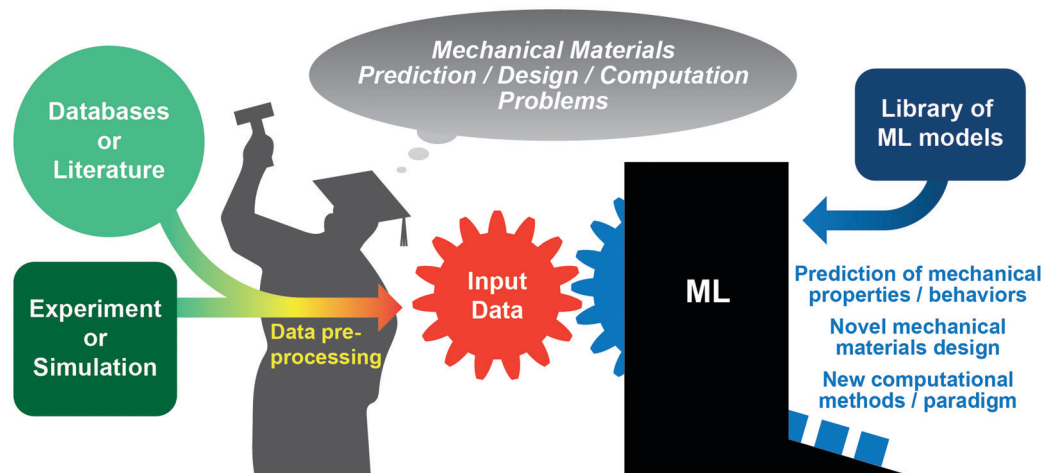 Mechanical Materials
Prediction / Design / Computation
Problems
Databases
or
Literature
Experiment
or
Simulation
Data pre-
processing
Input
Data
ML
Library of
ML models
Prediction of mechanical
properties / behaviors
Novel mechanical
materials design
New computational
methods / paradigm